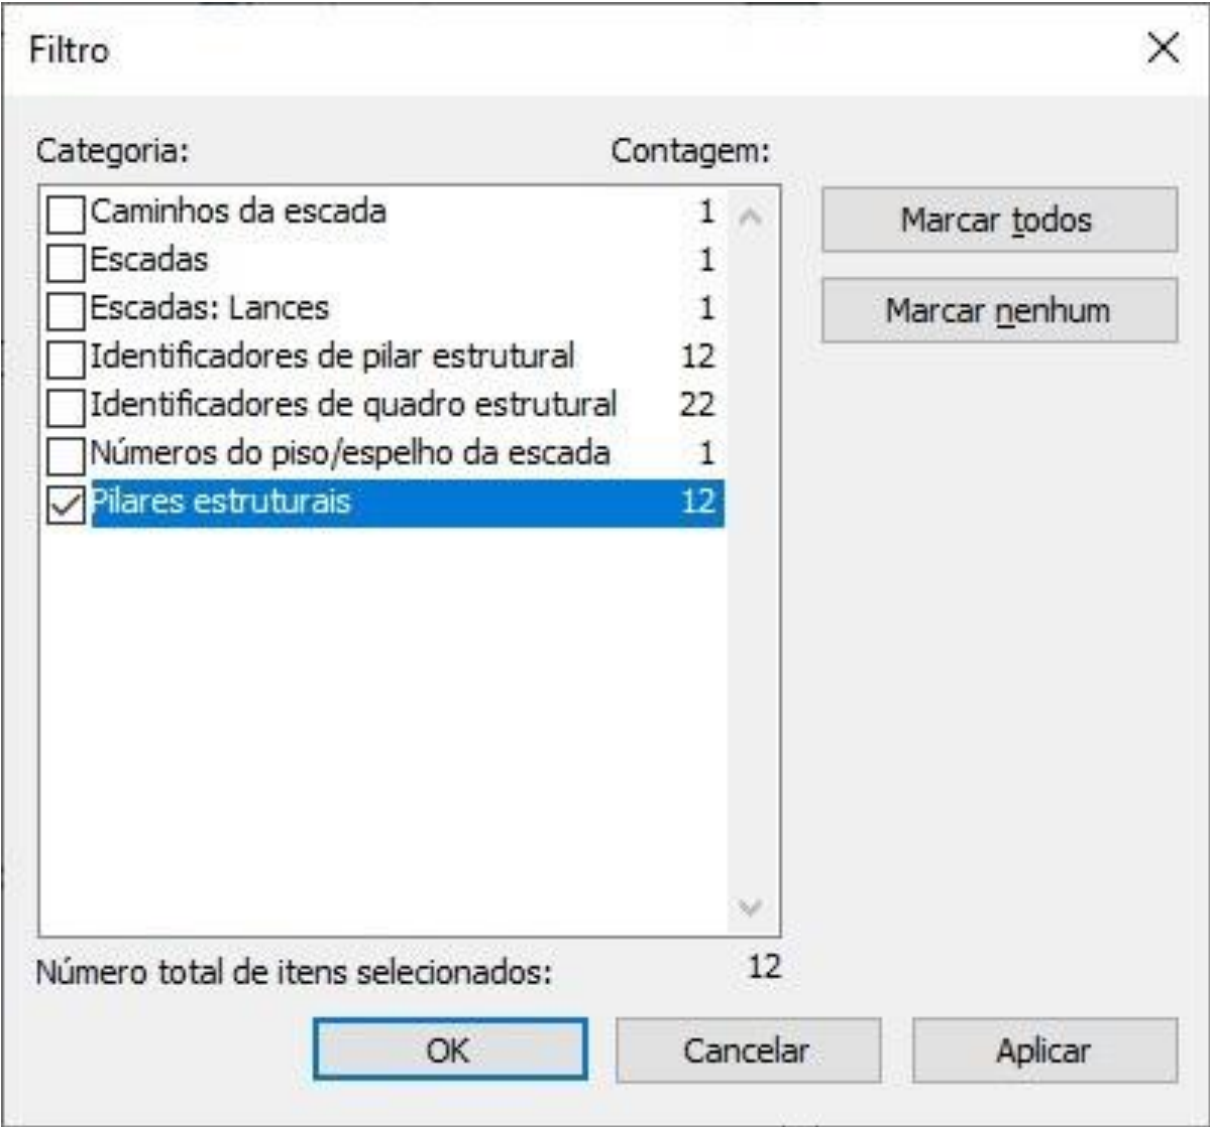 Filtro
Categoria: Contagem:
Caminhos da escada 1
Escadas 1
Escadas: Lances 1
Identificadores de pilar estrutural 12
Identificadores de quadro estrutural 22
Números do piso/espelho da escada 1
Pilares estruturais 12
Marcar todos
Marcar nenhum
Número total de itens selecionados: 12
OK Cancelar Aplicar